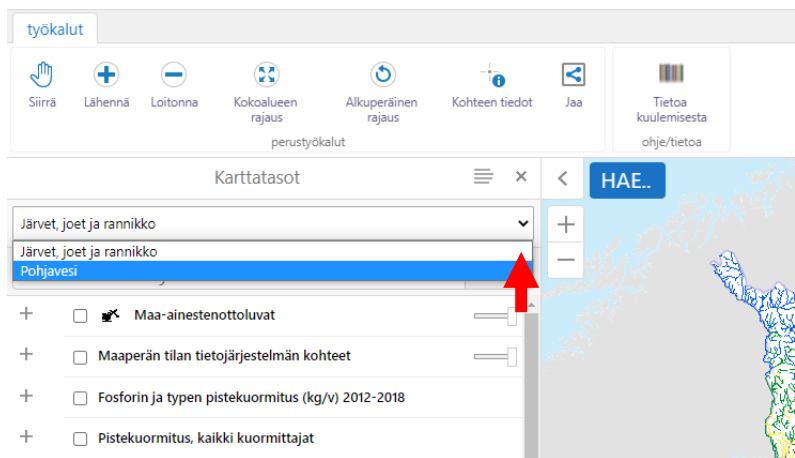 työkalut
Siirrä
Lähennä
Loitonna
Kokoalueen
rajaus
Alkuperäinen
rajaus
Kohteen tiedot
Jaa
Tietoa
kuulemisesta
perustyökalut
ohje/tietoa
Karttatasot
HAE..
Järvet, joet ja rannikko
Järvet, joet ja rannikko
Pohjavesi
Maa-ainestenottoluvat
Maaperän tilan tietojärjestelmän kohteet
Fosforin ja typen pistekuormitus (kg/v) 2012-2018
Pistekuormitus, kaikki kuormittajat